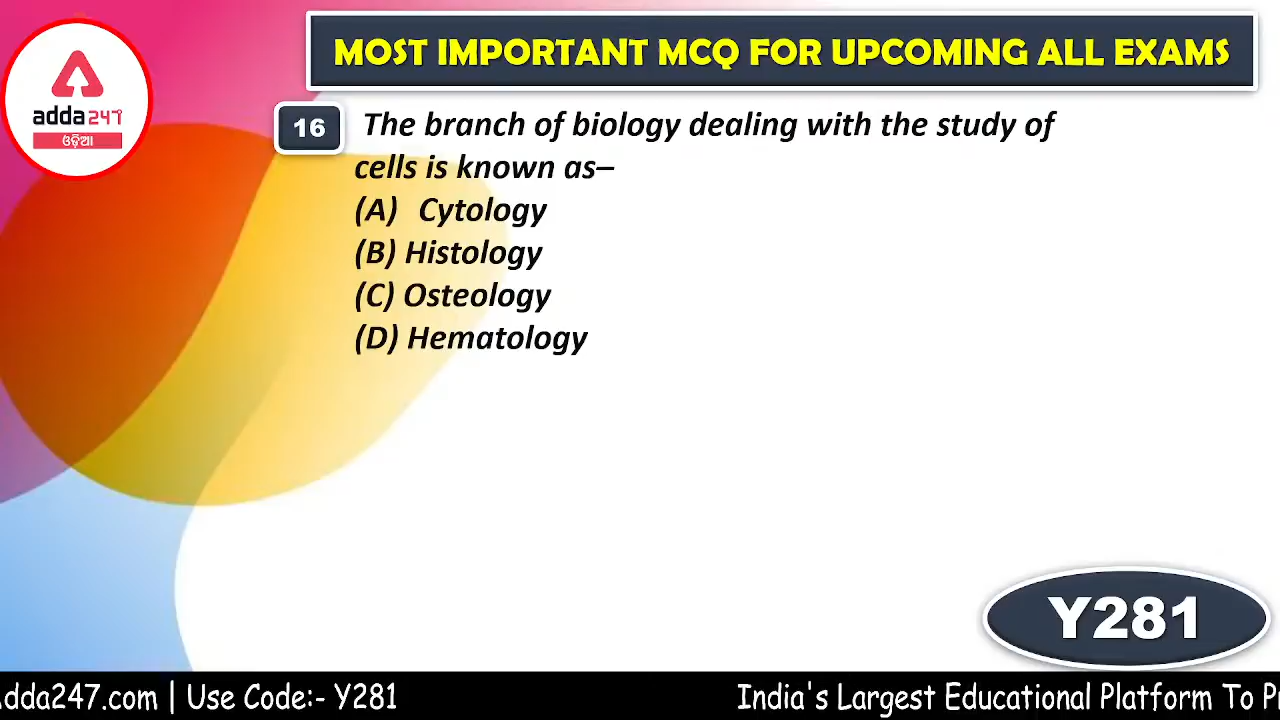 MOST IMPORTANT MCQ FOR UPCOMING ALL EXAMS
adda247
ଓଡ଼ିଆ
16 The branch of biology dealing with the study of
cells is known as–
(A) Cytology
(B) Histology
(C) Osteology
(D) Hematology
Y281
Adda247.com | Use Code:- Y281 India's Largest Educational Platform To